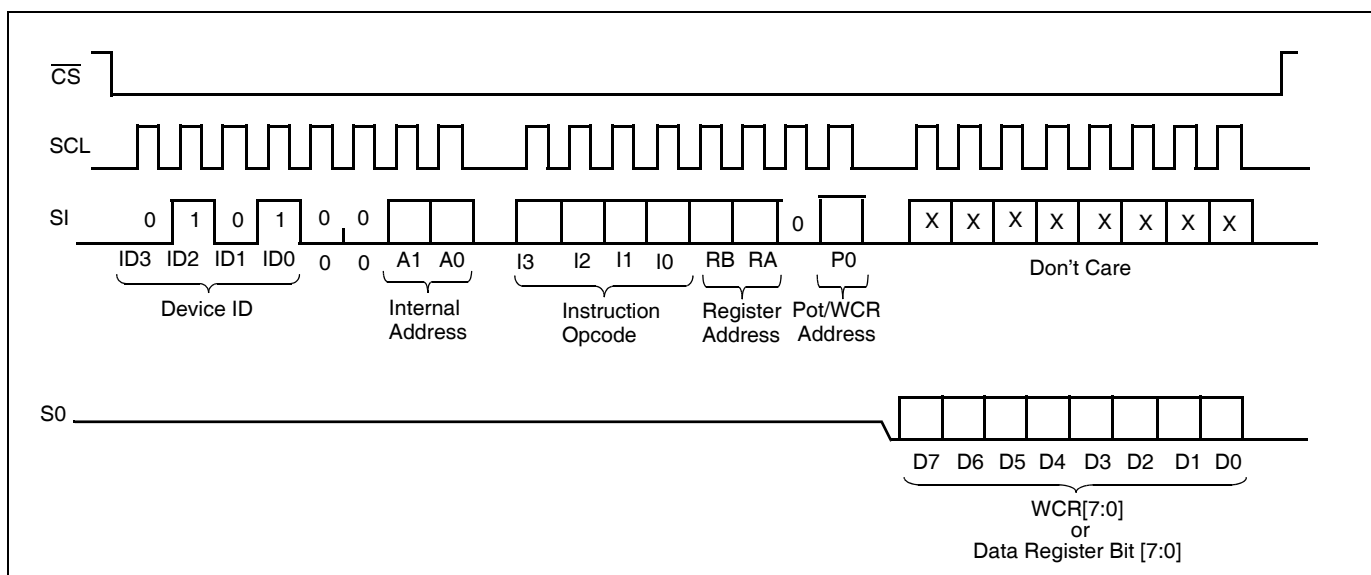 CS
SCL
SI
0 1 0 1 0 0 0 X X X X X X X X
ID3 ID2 ID1 ID0 0 0 A1 A0 I3 I2 I1 I0 RB RA P0 Don't Care
Device ID
Internal
Address
Instruction
Opcode
Register
Address
Pot/WCR
Address
S0
D7 D6 D5 D4 D3 D2 D1 D0
WCR[7:0]
or
Data Register Bit [7:0]